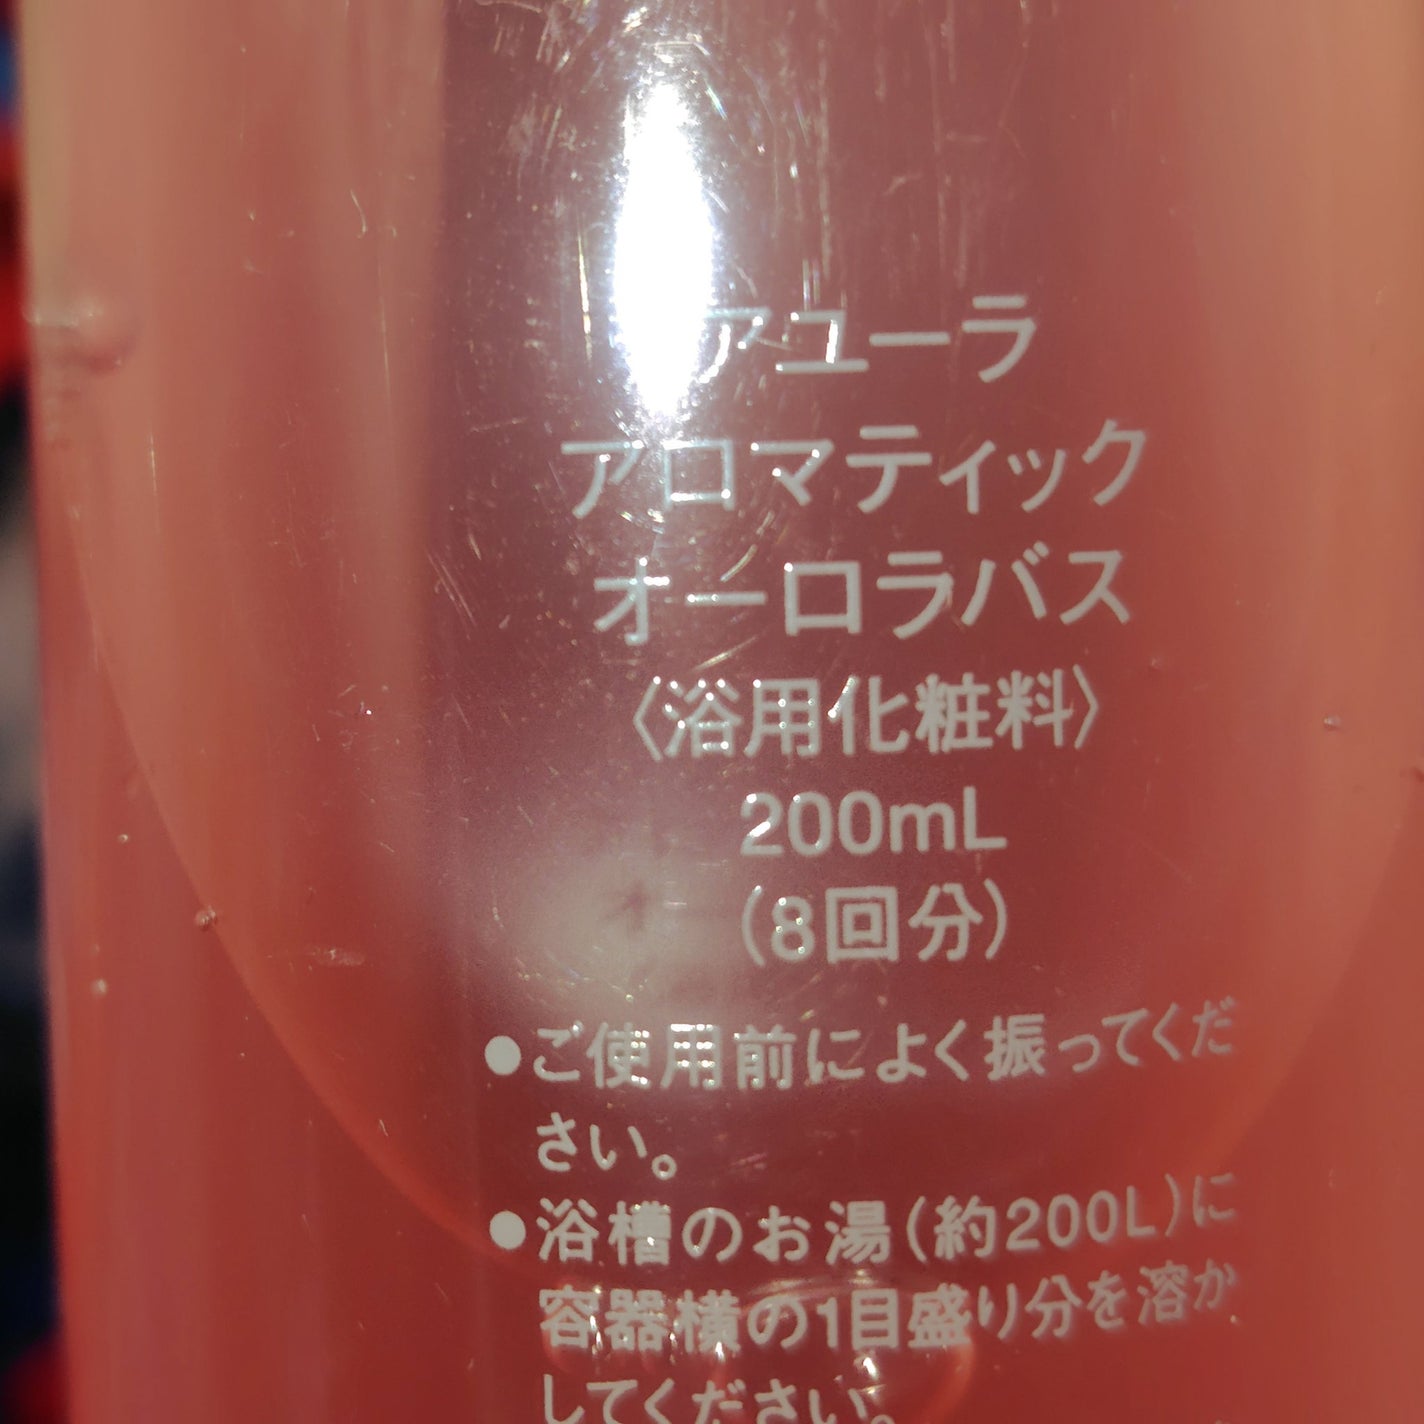 アユーラ
アロマティック
オーロラバス
〈浴用化粧料〉
200mL
(8回分)
●ご使用前によく振ってくだ
さい。
●浴槽のお湯(約200L)に
容器横の1目盛り分を溶か
してください。